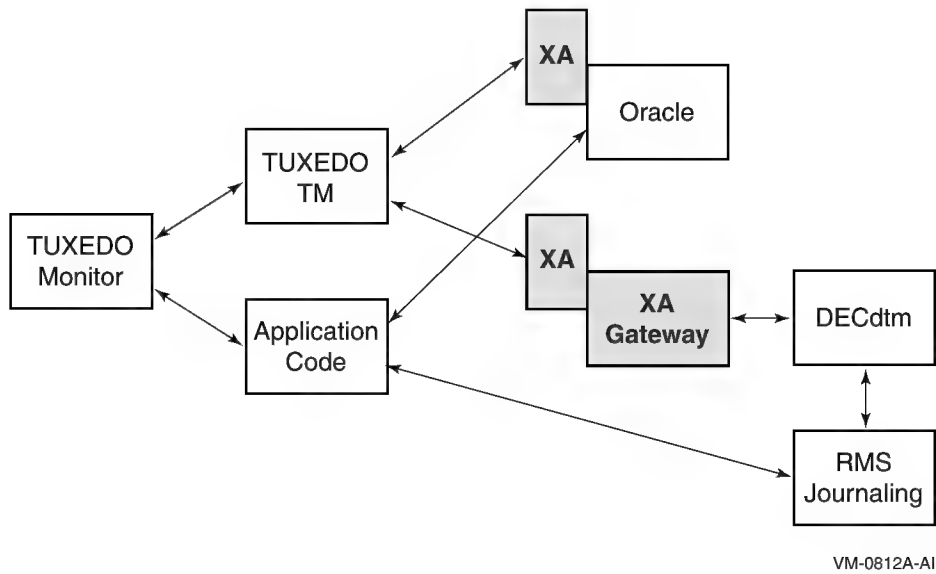 XA
Oracle
TUXEDO
TM
XA
TUXEDO
Monitor
XA
Gateway
DECdtm
Application
Code
RMS
Journaling
VM-0812A-AI